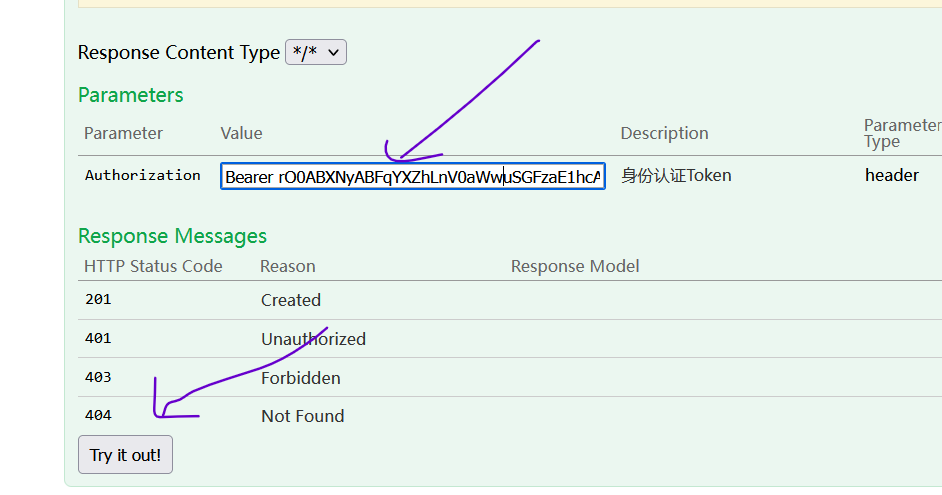 Response Content Type */*
Parameters
Parameter Value Description Parameter Type
Authorization Bearer rO0ABXNyABFqYXZhLnV0aWwuSGFzaE1hcA 身份认证Token header
Response Messages
HTTP Status Code Reason Response Model
201 Created
401 Unauthorized
403 Forbidden
404 Not Found
Try it out!